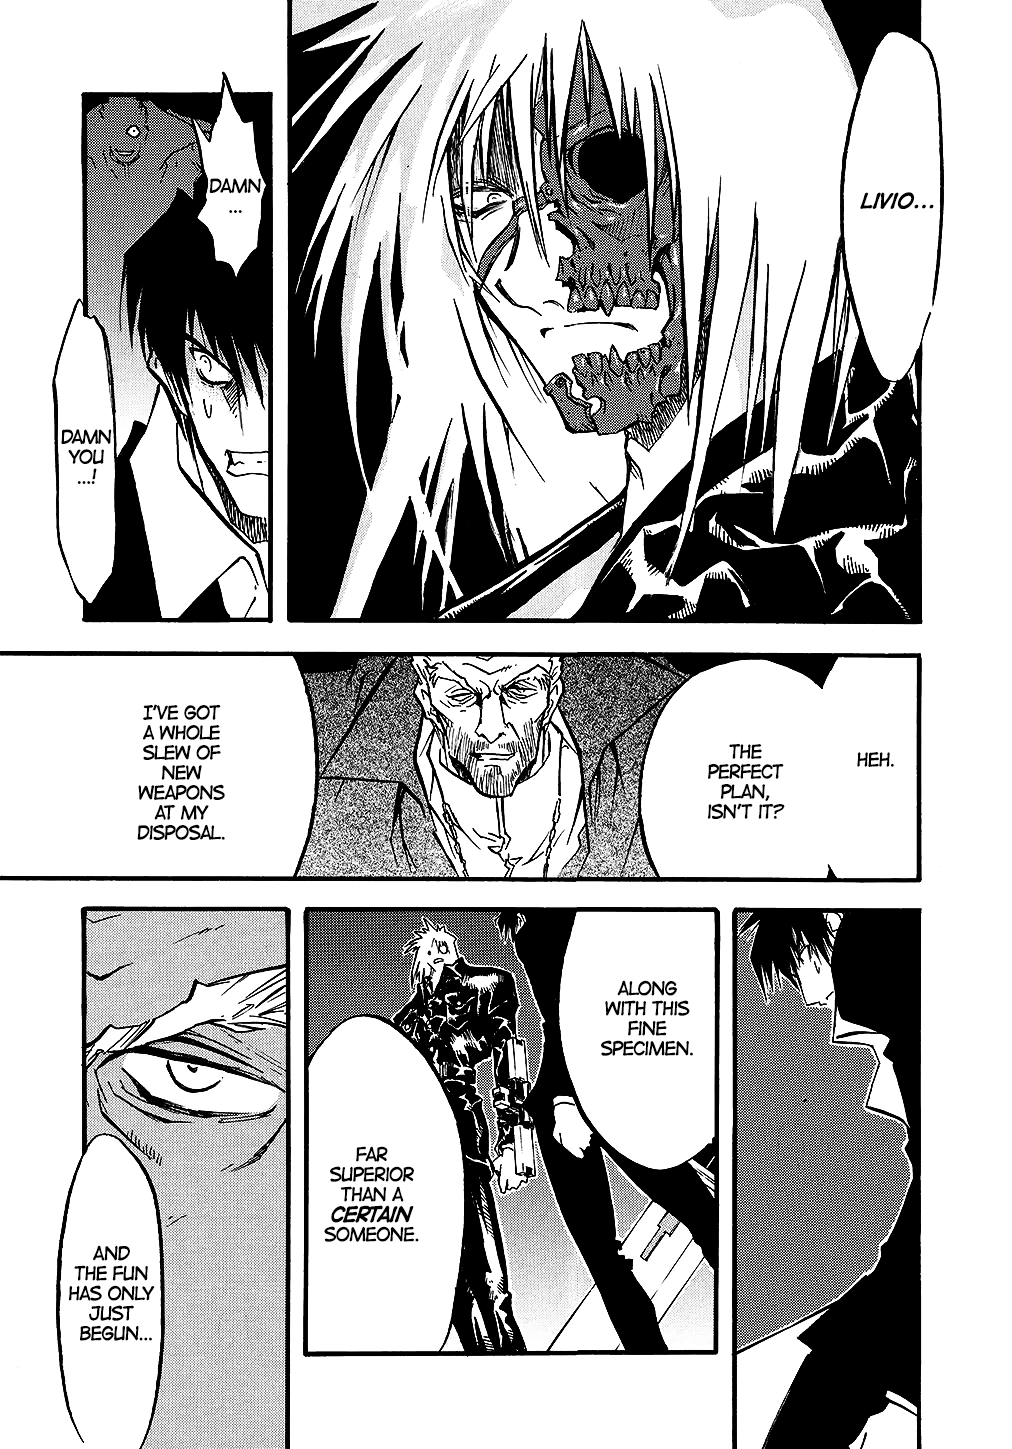 LIVIO...
DAMN
...
DAMN
YOU
...!
HEH.
THE
PERFECT
PLAN,
ISN'T IT?
I'VE GOT
A WHOLE
SLEW OF
NEW
WEAPONS
AT MY
DISPOSAL.
ALONG
WITH THIS
FINE
SPECIMEN.
FAR
SUPERIOR
THAN A
CERTAIN
SOMEONE.
AND
THE FUN
HAS ONLY
JUST
BEGUN...